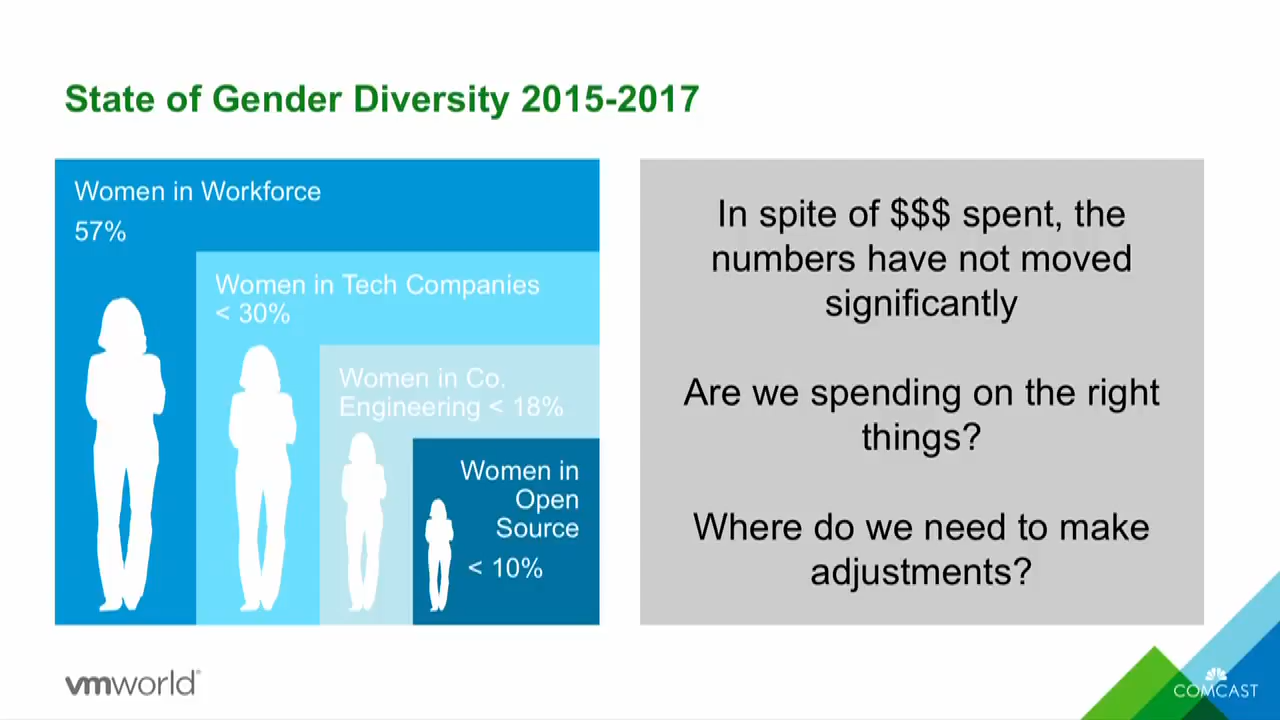 State of Gender Diversity 2015-2017
Women in Workforce
57%
Women in Tech Companies
< 30%
Women in Co.
Engineering < 18%
Women in
Open
Source
< 10%
In spite of $$$ spent, the
numbers have not moved
significantly
Are we spending on the right
things?
Where do we need to make
adjustments?
vmworld®
COMCAST